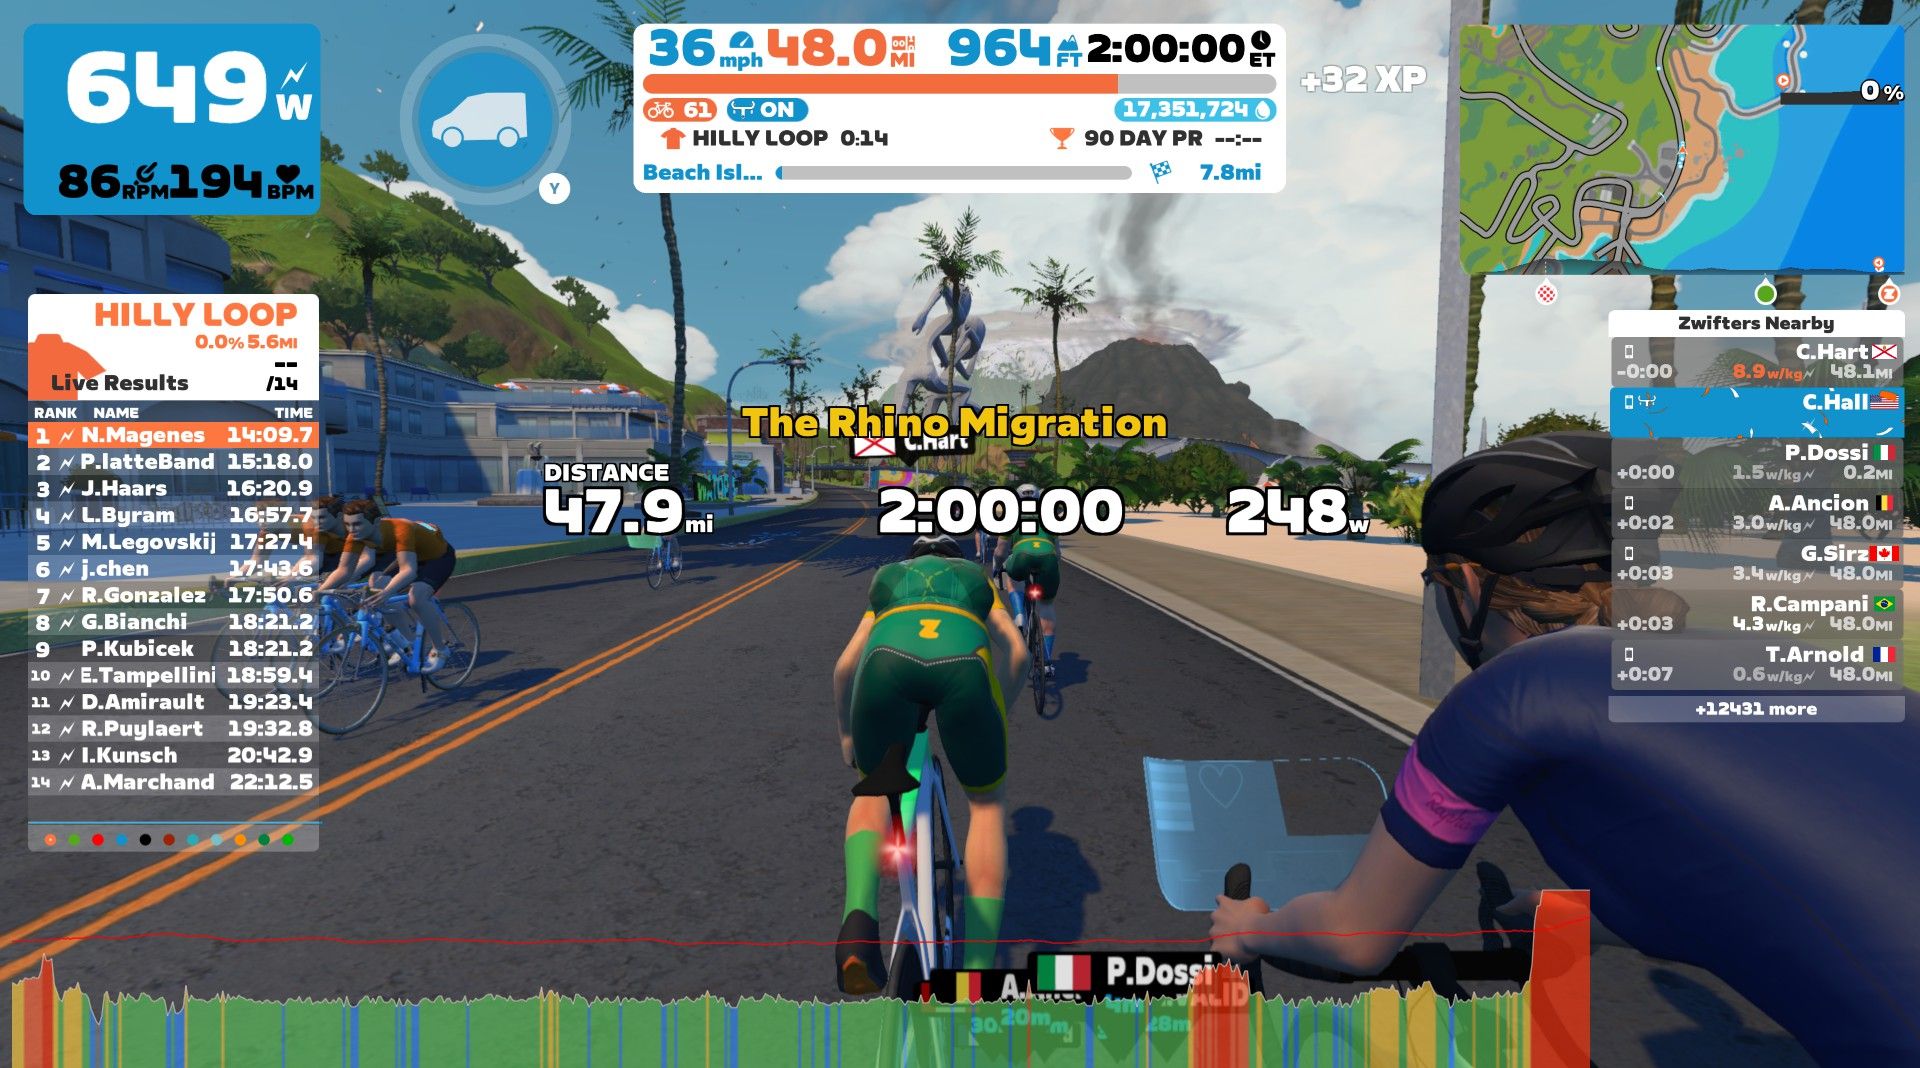 649 W
86 RPM 194 BPM
Y
36 mph 48.0 MI 964 FT 2:00:00 ET
61 ON 17,351,724
HILLY LOOP 0:14 90 DAY PR --:--
Beach Isl... 7.8mi
+32 XP
0 %
HILLY LOOP
0.0% 5.6MI
--
Live Results /14
RANK NAME TIME
1 N.Magenes 14:09.7
2 P.latteBand 15:18.0
3 J.Haars 16:20.9
4 L.Byram 16:57.7
5 M.Legovskij 17:27.4
6 j.chen 17:43.6
7 R.Gonzalez 17:50.6
8 G.Bianchi 18:21.2
9 P.Kubicek 18:21.2
10 E.Tampellini 18:59.4
11 D.Amirault 19:23.4
12 R.Puylaert 19:32.8
13 I.Kunsch 20:42.9
14 A.Marchand 22:12.5
The Rhino Migration
C.Hart
DISTANCE
47.9 mi 2:00:00 248 w
Z
Z
Zwifters Nearby
C.Hart
-0:00 8.9w/kg 48.1MI
C.Hall
P.Dossi
+0:00 1.5w/kg 0.2MI
A.Ancion
+0:02 3.0w/kg 48.0MI
G.Sirz
+0:03 3.4w/kg 48.0MI
R.Campani
+0:03 4.3w/kg 48.0MI
T.Arnold
+0:07 0.6w/kg 48.0MI
+12431 more
P.Dossi